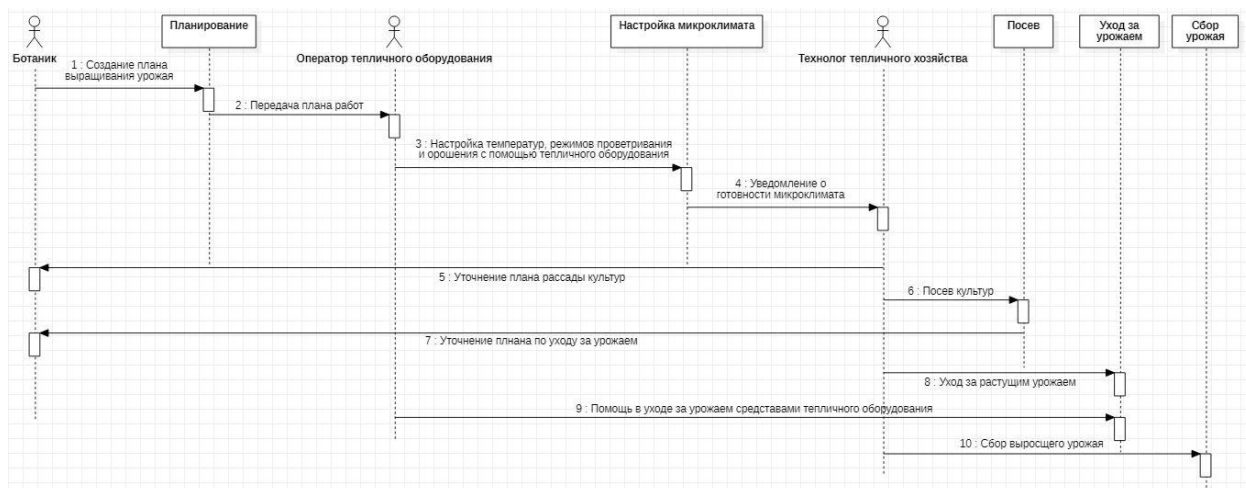 Ботаник
Планирование
Оператор тепличного оборудования
Настройка микроклимата
Технолог тепличного хозяйства
Посев
Уход за
урожаем
Сбор
урожая
1 : Создание плана
выращивания урожая
2 : Передача плана работ
3 : Настройка температур, режимов проветривания
и орошения с помощью тепличного оборудования
4 : Уведомление о
готовности микроклимата
5 : Уточнение плана рассады культур
6 : Посев культур
7 : Уточнение плнана по уходу за урожаем
8 : Уход за растущим урожаем
9 : Помощь в уходе за урожаем средствами тепличного оборудования
10 : Сбор выросщего урожая